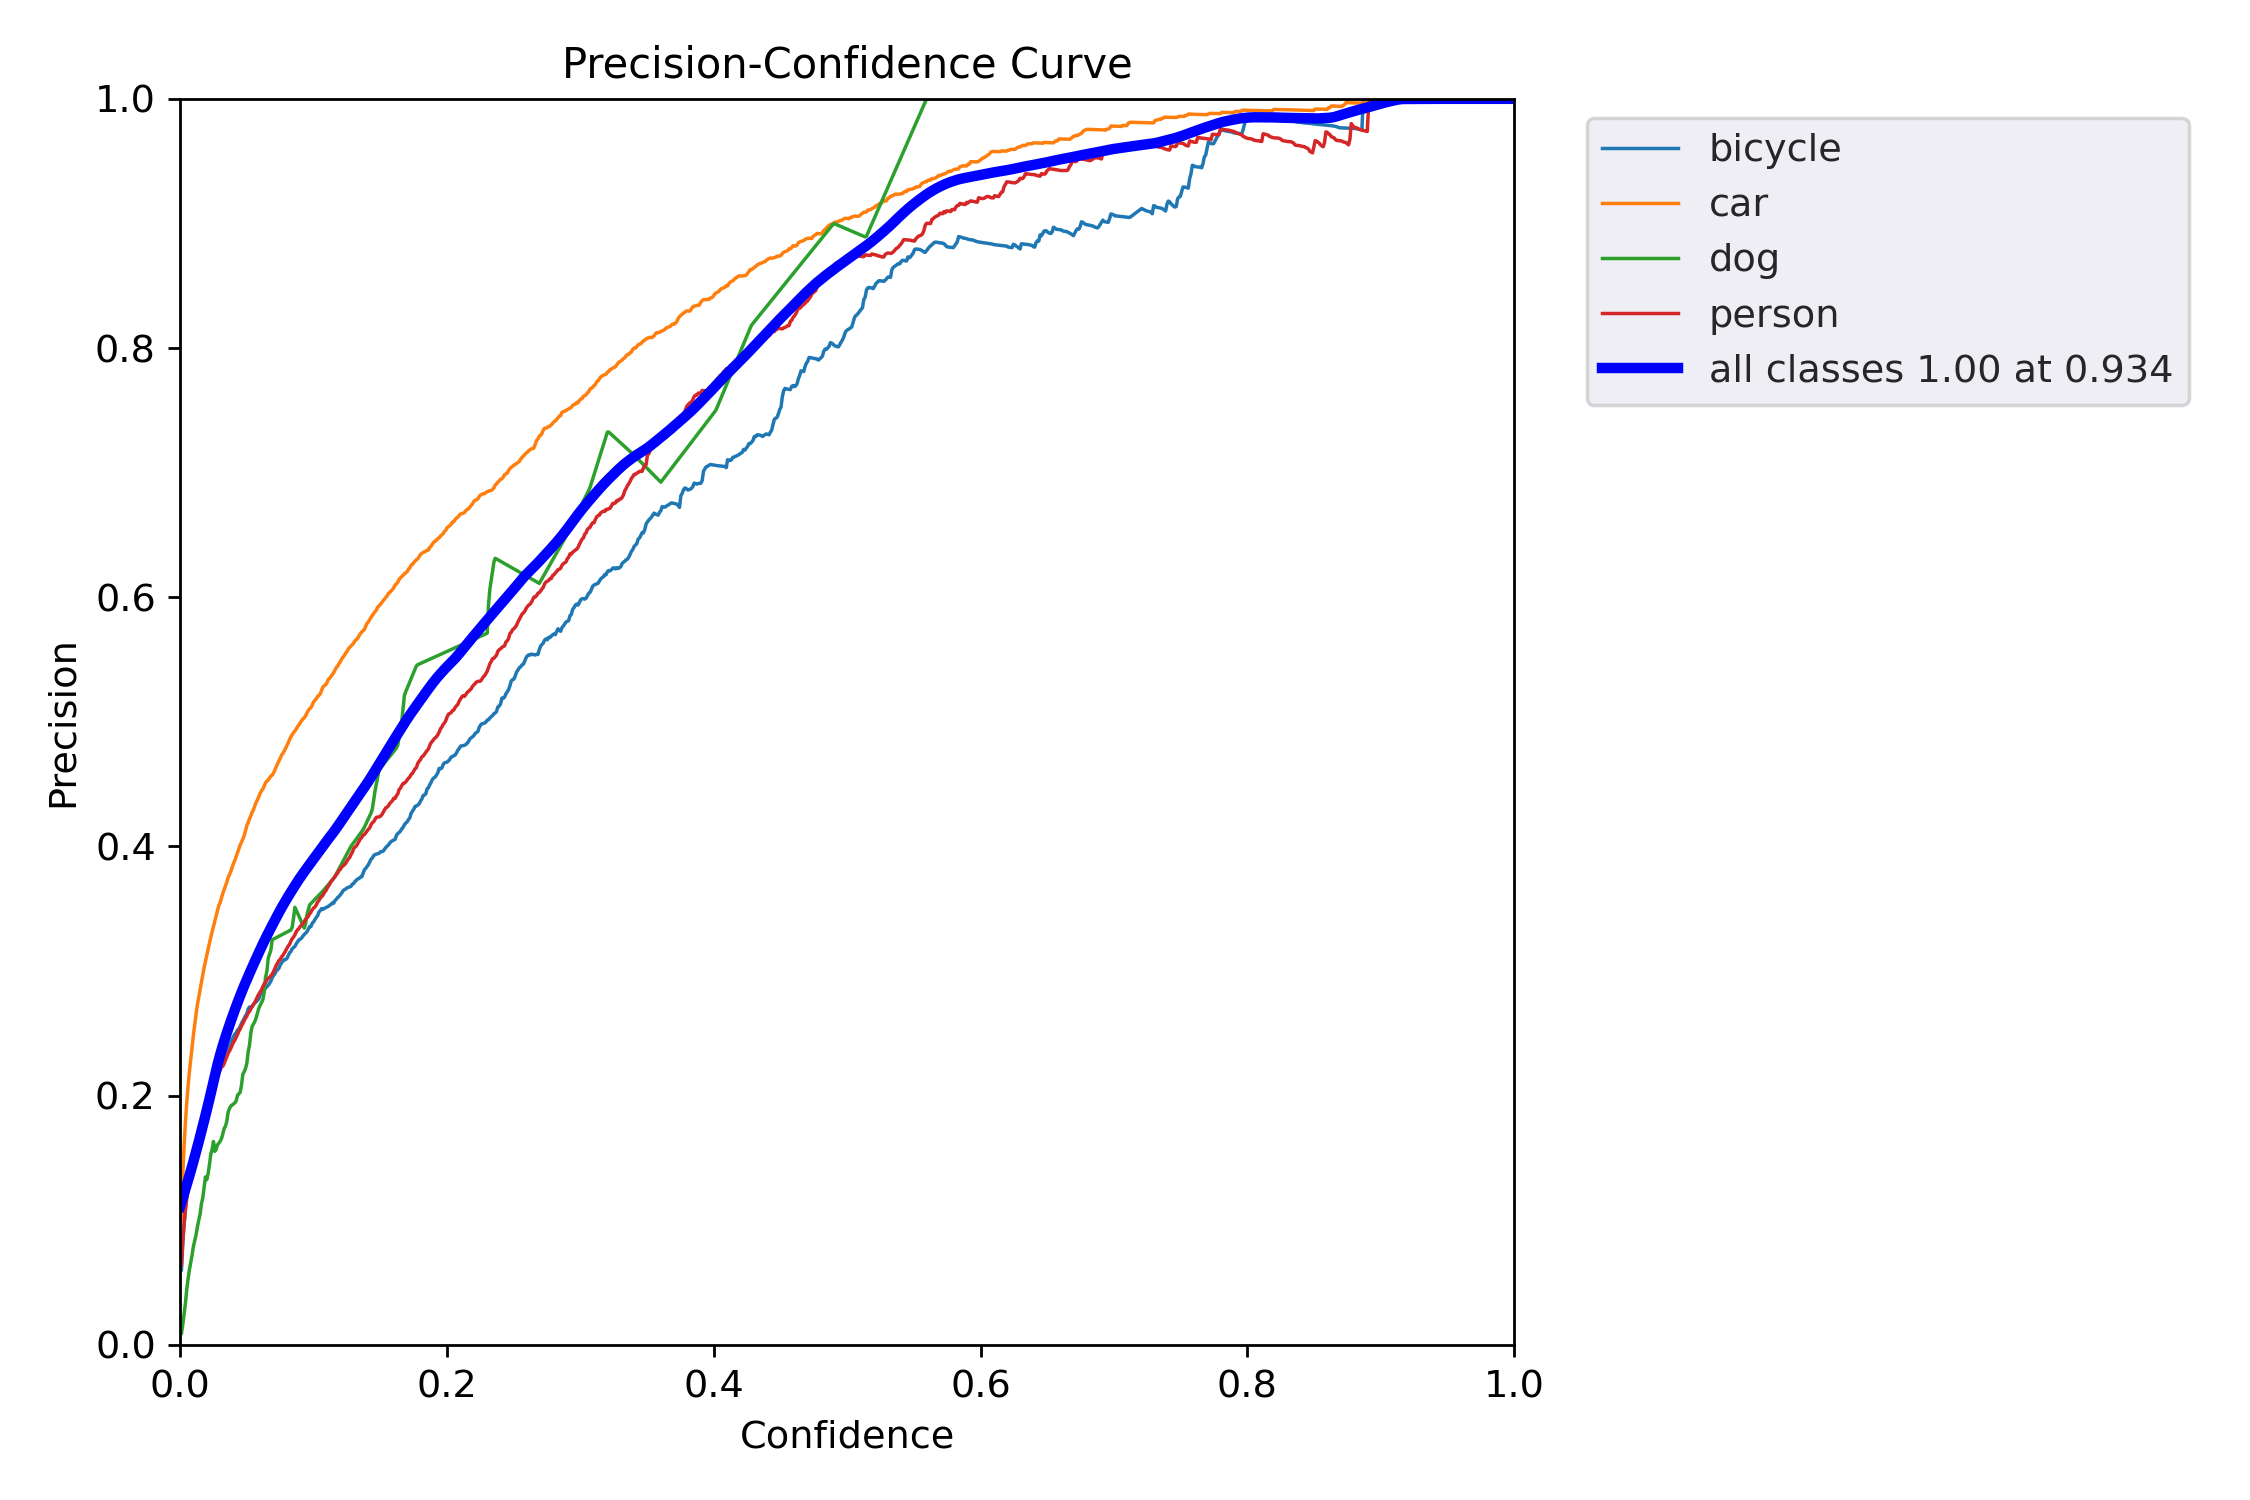 Precision-Confidence Curve
1.0
0.8
0.6
0.4
0.2
0.0
Precision
0.0 0.2 0.4 0.6 0.8 1.0
Confidence
bicycle
car
dog
person
all classes 1.00 at 0.934